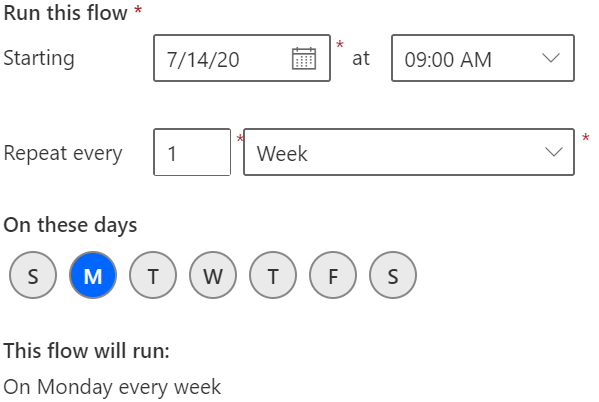 Run this flow *
Starting 7/14/20 * at 09:00 AM
Repeat every 1 * Week *
On these days
S M T W T F S
This flow will run:
On Monday every week